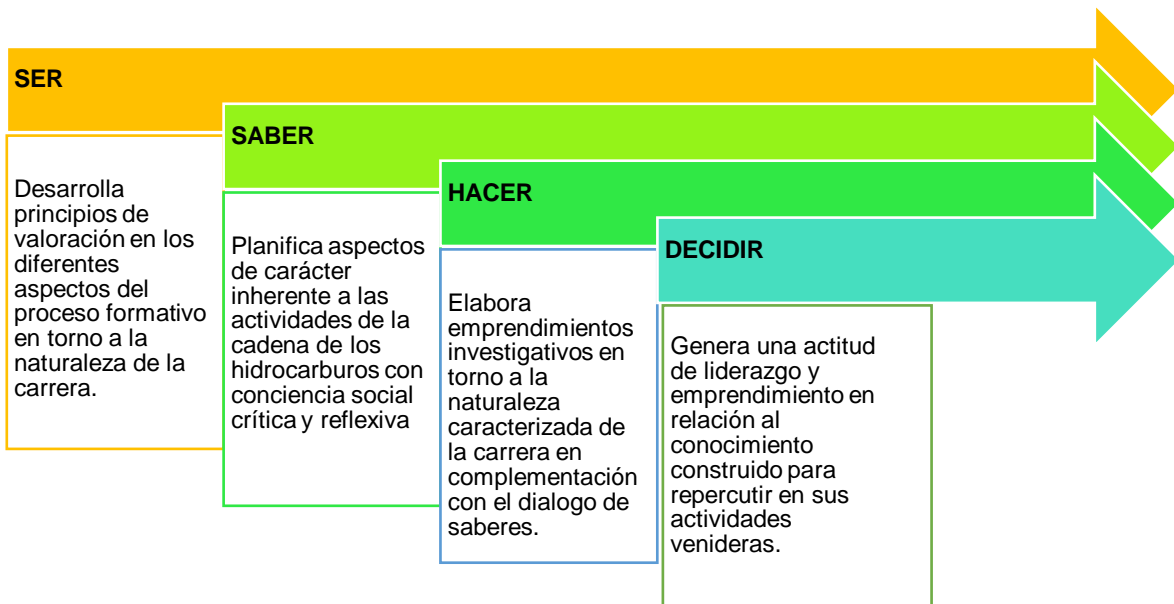 SER
Desarrolla
principios de
valoración en los
diferentes
aspectos del
proceso formativo
en torno a la
naturaleza de la
carrera.
SABER
Planifica aspectos
de carácter
inherente a las
actividades de la
cadena de los
hidrocarburos con
conciencia social
crítica y reflexiva
HACER
Elabora
emprendimientos
investigativos en
torno a la
naturaleza
caracterizada de
la carrera en
complementación
con el dialogo de
saberes.
DECIDIR
Genera una actitud
de liderazgo y
emprendimiento en
relación al
conocimiento
construido para
repercutir en sus
actividades
venideras.